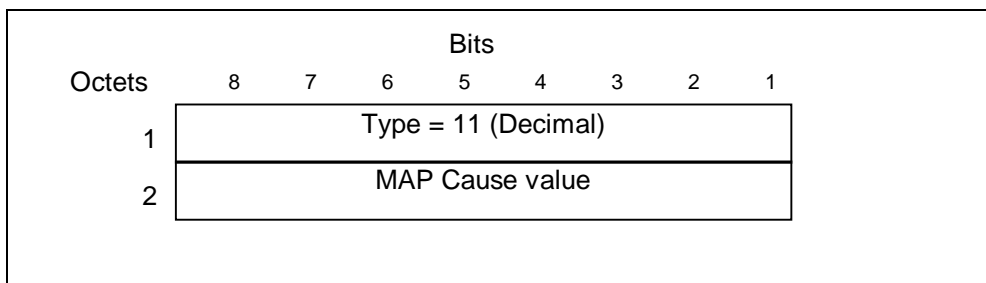 Bits
Octets 8 7 6 5 4 3 2 1
1 Type = 11 (Decimal)
2 MAP Cause value